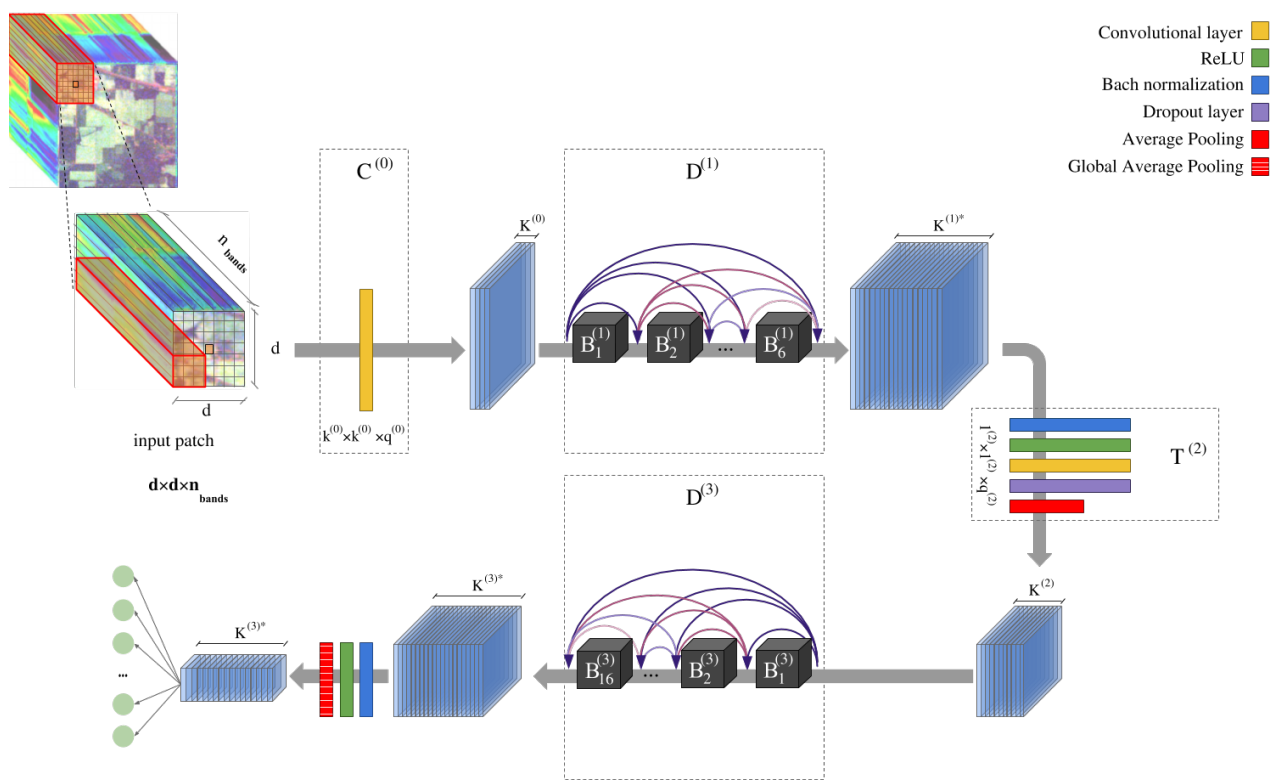 Convolutional layer
ReLU
Bach normalization
Dropout layer
Average Pooling
Global Average Pooling
n bands
d
d
input patch
d×d×n bands
C(0)
k(0)×k(0)×q(0)
K(0)
D(1)
B1(1)
B2(1)
...
B6(1)
K(1)*
T(2)
1(2)×1(2)×q(2)
K(2)
D(3)
B16(3)
...
B2(3)
B1(3)
K(3)*
K(3)*
...